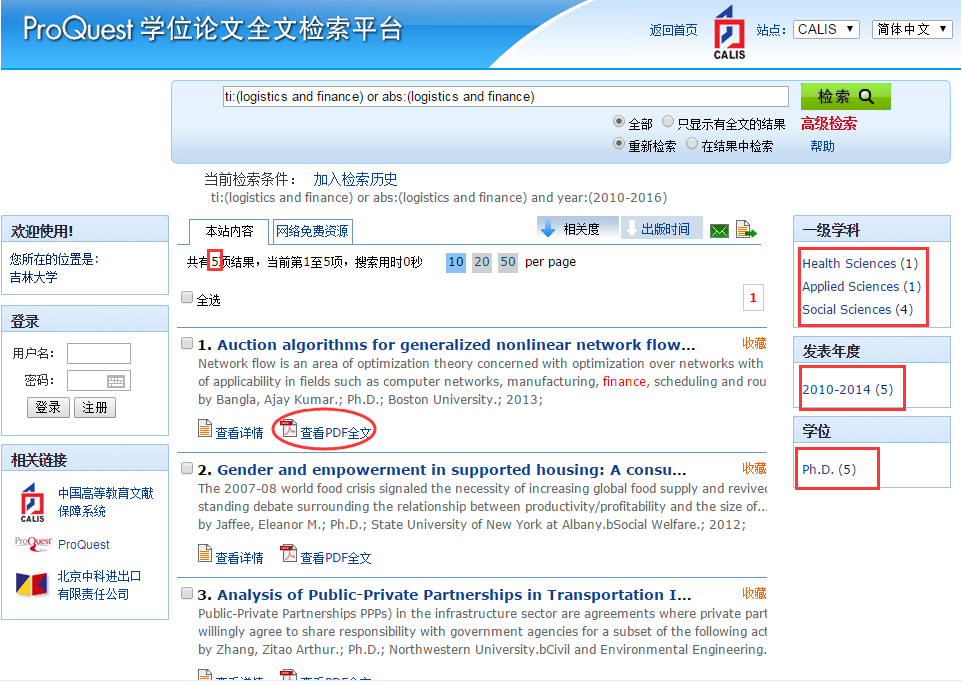 ProQuest 学位论文全文检索平台
返回首页
CALIS
站点：
CALIS
简体中文
ti:(logistics and finance) or abs:(logistics and finance)
检索
全部 只显示有全文的结果
高级检索
重新检索 在结果中检索
帮助
当前检索条件： 加入检索历史
ti:(logistics and finance) or abs:(logistics and finance) and year:(2010-2016)
欢迎使用!
您所在的位置是：
吉林大学
登录
用户名：
密码：
登录 注册
相关链接
CALIS
中国高等教育文献
保障系统
ProQuest
ProQuest
北京中科进出口
有限责任公司
本站内容 网络免费资源
相关度 出版时间
共有5项结果，当前第1至5项，搜索用时0秒
10 20 50 per page
全选
1
1. Auction algorithms for generalized nonlinear network flow...
收藏
Network flow is an area of optimization theory concerned with optimization over networks with
of applicability in fields such as computer networks, manufacturing, finance, scheduling and rou
by Bangla, Ajay Kumar.; Ph.D.; Boston University.; 2013;
查看详情 查看PDF全文
2. Gender and empowerment in supported housing: A consu...
收藏
The 2007-08 world food crisis signaled the necessity of increasing global food supply and revived
standing debate surrounding the relationship between productivity/profitability and the size of...
by Jaffee, Eleanor M.; Ph.D.; State University of New York at Albany.bSocial Welfare.; 2012;
查看详情 查看PDF全文
3. Analysis of Public-Private Partnerships in Transportation I...
收藏
Public-Private Partnerships PPPs) in the infrastructure sector are agreements where private part
willingly agree to share responsibility with government agencies for a subset of the following act
by Zhang, Zitao Arthur.; Ph.D.; Northwestern University.bCivil and Environmental Engineering.
查看详情 查看PDF全文
一级学科
Health Sciences (1)
Applied Sciences (1)
Social Sciences (4)
发表年度
2010-2014 (5)
学位
Ph.D. (5)